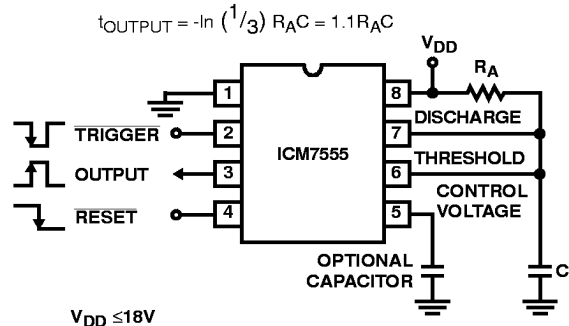 tOUTPUT = -ln (1/3) RAC = 1.1RAC
VDD
RA
1
8
DISCHARGE
TRIGGER
2
7
ICM7555
OUTPUT
3
6
THRESHOLD
CONTROL
VOLTAGE
RESET
4
5
OPTIONAL
CAPACITOR
C
VDD ≤18V